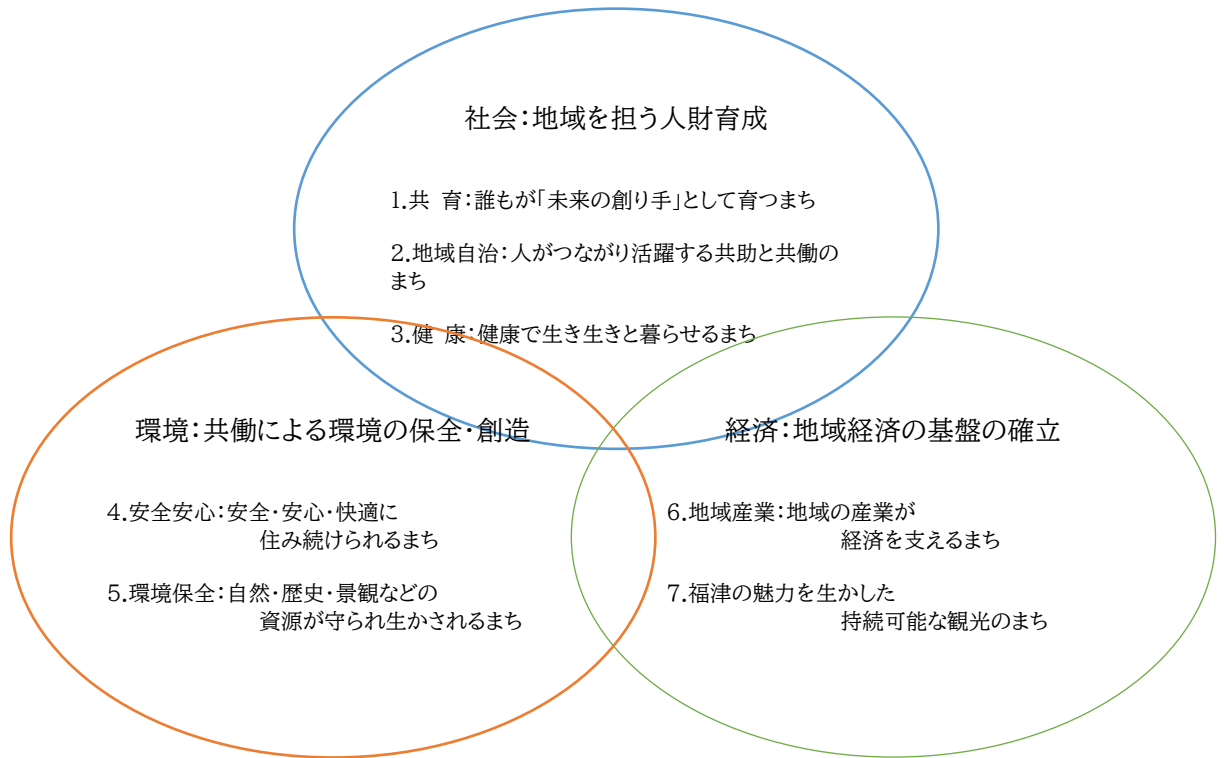 社会：地域を担う人財育成
1.共 育：誰もが「未来の創り手」として育つまち
2.地域自治：人がつながり活躍する共助と共働の
まち
3.健 康：健康で生き生きと暮らせるまち
環境：共働による環境の保全・創造
4.安全安心：安全・安心・快適に
住み続けられるまち
5.環境保全：自然・歴史・景観などの
資源が守られ生かされるまち
経済：地域経済の基盤の確立
6.地域産業：地域の産業が
経済を支えるまち
7.福津の魅力を生かした
持続可能な観光のまち